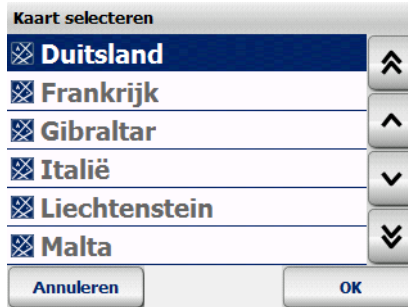 Kaart selecteren
Duitsland
Frankrijk
Gibraltar
Italië
Liechtenstein
Malta
Annuleren OK